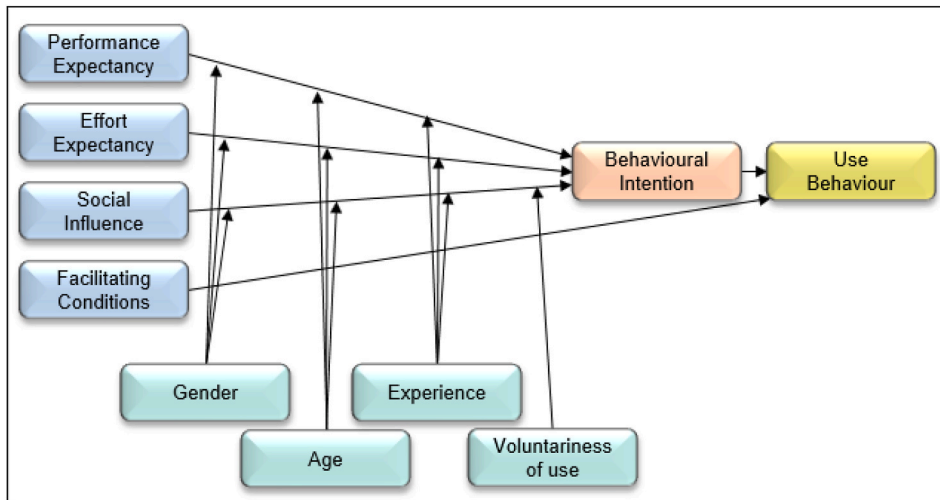 Performance
Expectancy
Effort
Expectancy
Social
Influence
Facilitating
Conditions
Behavioural
Intention
Use
Behaviour
Gender
Experience
Age
Voluntariness
of use